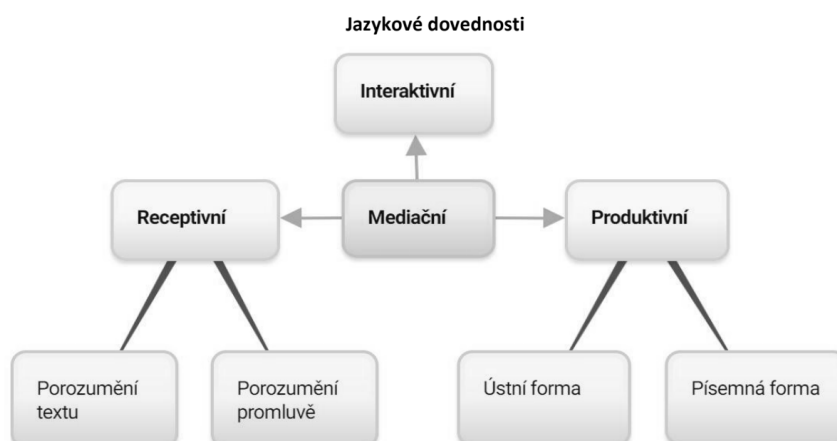 Jazykové dovednosti
Interaktivní
Receptivní
Mediační
Produktivní
Porozumění
textu
Porozumění
promluvě
Ústní forma
Písemná forma